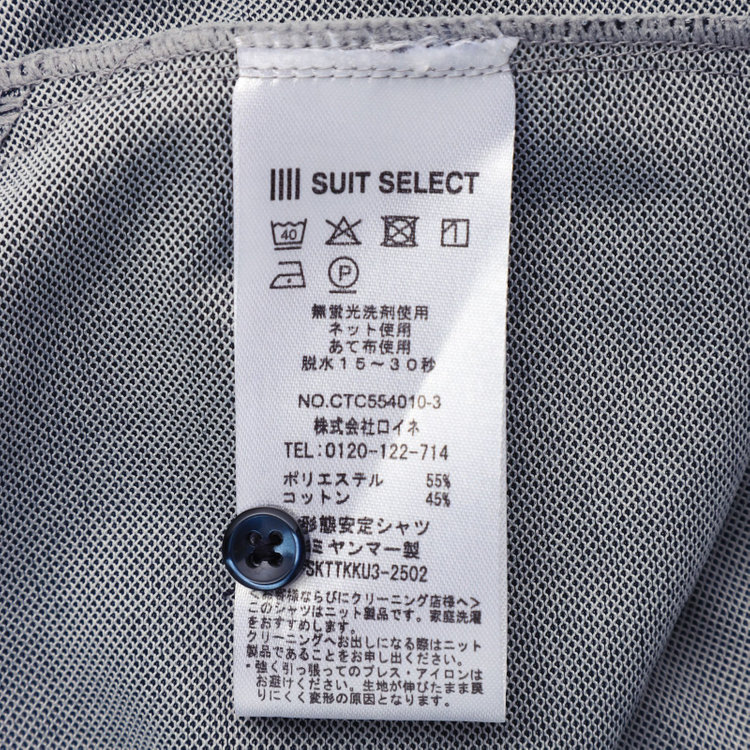 SUIT SELECT
40
P
無蛍光洗剤使用
ネット使用
あて布使用
脱水15~30秒
NO.CTC554010-3
株式会社ロイネ
TEL:0120-122-714
ポリエステル 55%
コットン 45%
形態安定シャツ
ミヤンマー製
SKTTKKU3-2502
<お客様ならびにクリーニング店様へ>
このシャツはニット製品です。家庭洗濯
をおすすめします。
クリーニングへお出しになる際はニット
製品であることをお申し出ください。
・強く引っ張ってのプレス・アイロンは
お避けください。生地が伸びたまま戻
りにくく変形の原因となります。